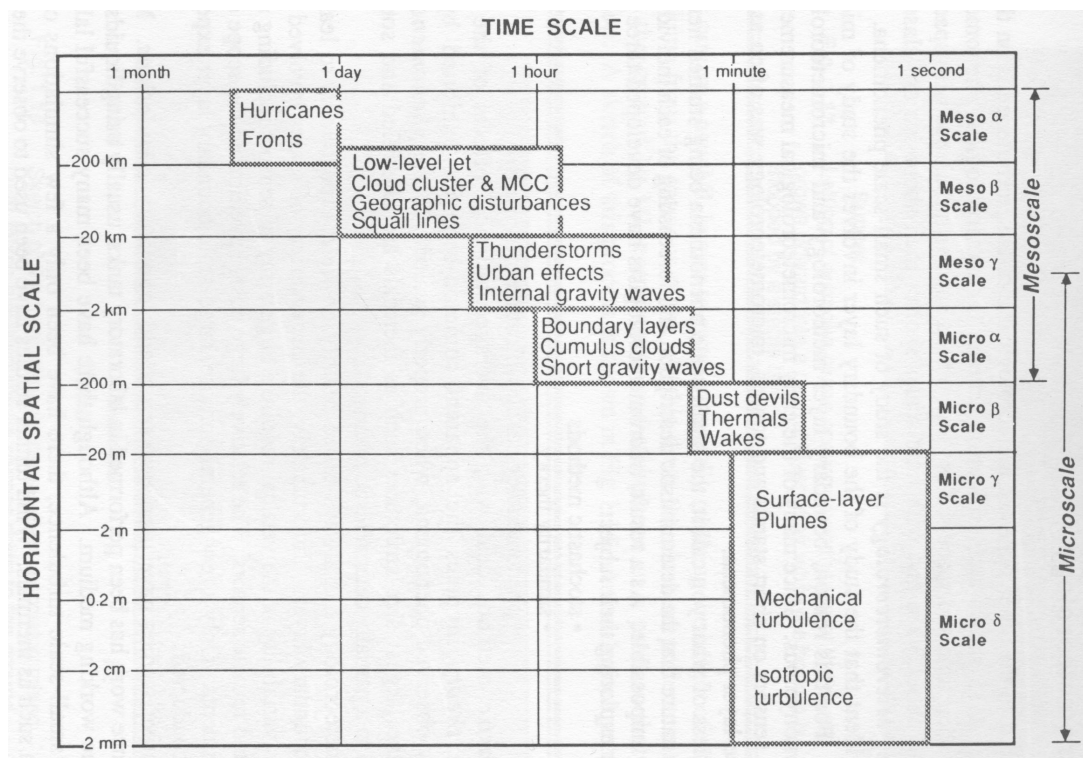 TIME SCALE
1 month 1 day 1 hour 1 minute 1 second
Hurricanes
Fronts
Meso α
Scale
200 km
Low-level jet
Cloud cluster & MCC
Geographic disturbances
Squall lines
Meso β
Scale
20 km
Thunderstorms
Urban effects
Internal gravity waves
Meso γ
Scale
2 km
Boundary layers
Cumulus clouds
Short gravity waves
Micro α
Scale
200 m
Dust devils
Thermals
Wakes
Micro β
Scale
20 m
Surface-layer
Plumes
Micro γ
Scale
2 m
Mechanical
turbulence
0.2 m
Micro δ
Scale
2 cm
Isotropic
turbulence
2 mm
HORIZONTAL SPATIAL SCALE
Mesoscale
Microscale